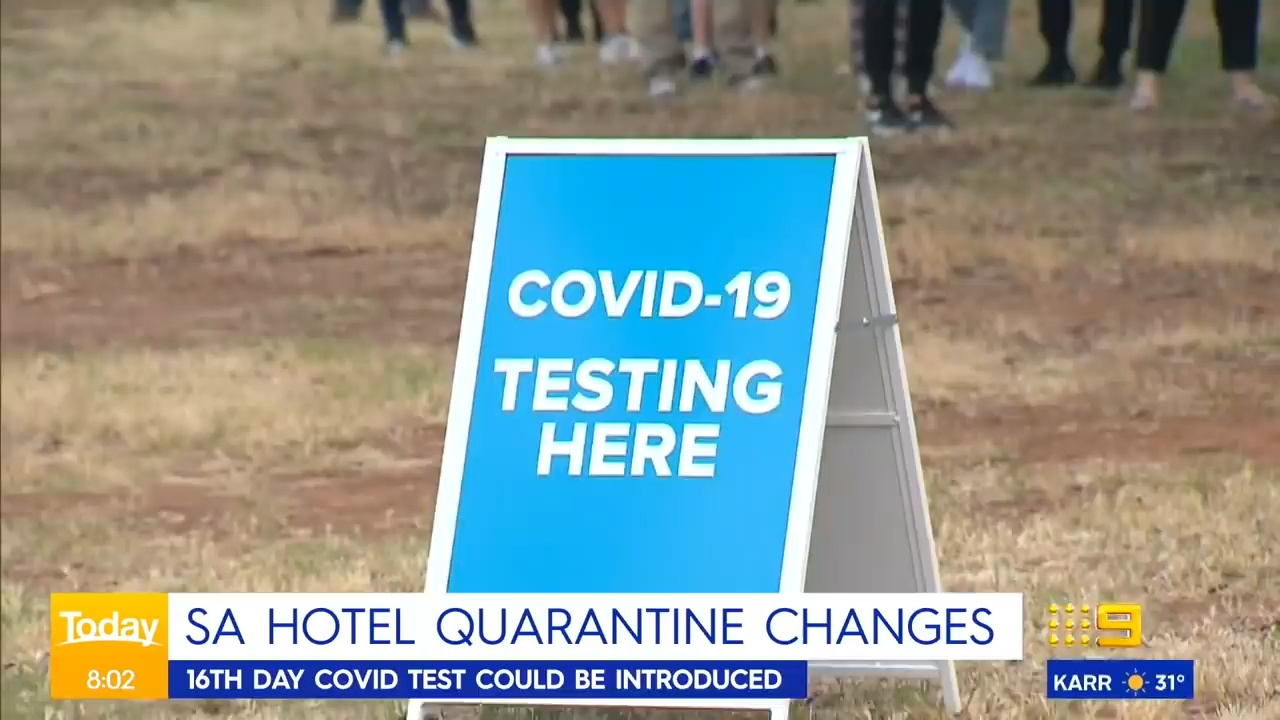 COVID-19
TESTING
HERE
Today
8:02
SA HOTEL QUARANTINE CHANGES
16TH DAY COVID TEST COULD BE INTRODUCED
9
KARR 31°